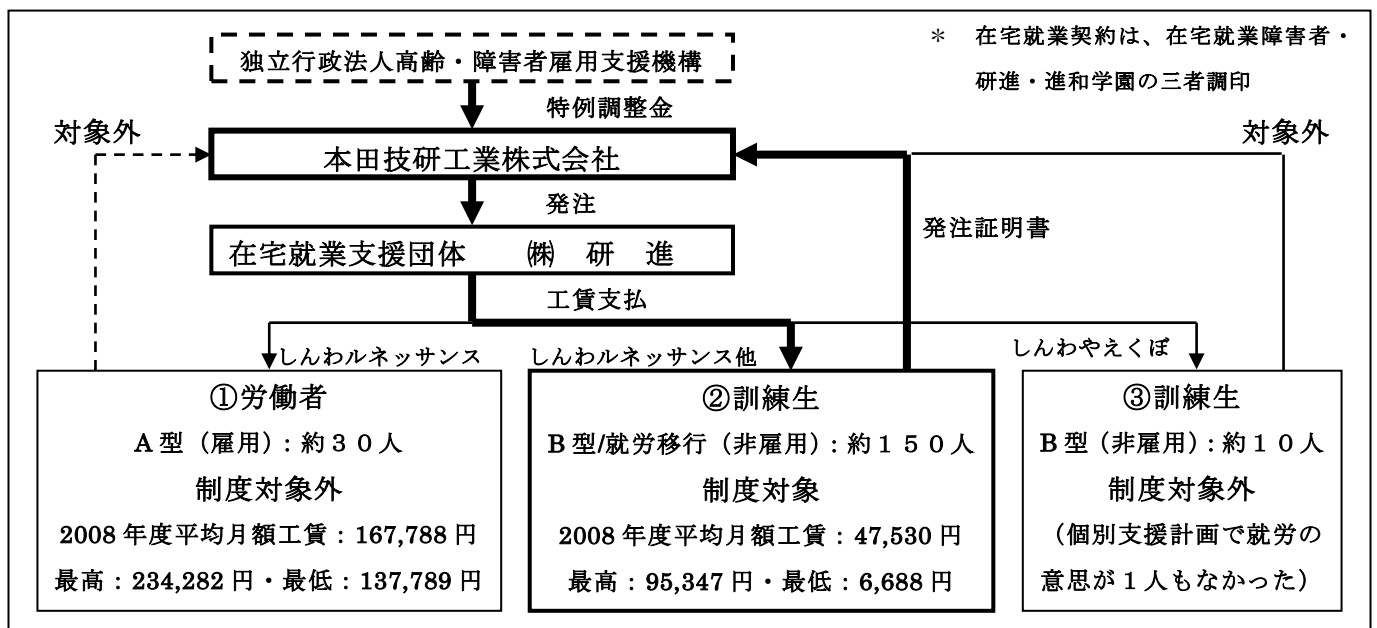 ＊　在宅就業契約は、在宅就業障害者・
研進・進和学園の三者調印
独立行政法人高齢・障害者雇用支援機構
特例調整金
対象外
対象外
本田技研工業株式会社
発注
発注証明書
在宅就業支援団体　㈱　研　進
工賃支払
しんわルネッサンス
しんわルネッサンス他
しんわやえくぼ
①労働者
A型（雇用）：約３０人
制度対象外
2008年度平均月額工賃：167,788円
最高：234,282円・最低：137,789円
②訓練生
B型/就労移行（非雇用）：約１５０人
制度対象
2008年度平均月額工賃：47,530円
最高：95,347円・最低：6,688円
③訓練生
B型（非雇用）：約１０人
制度対象外
（個別支援計画で就労の
意思が１人もなかった）